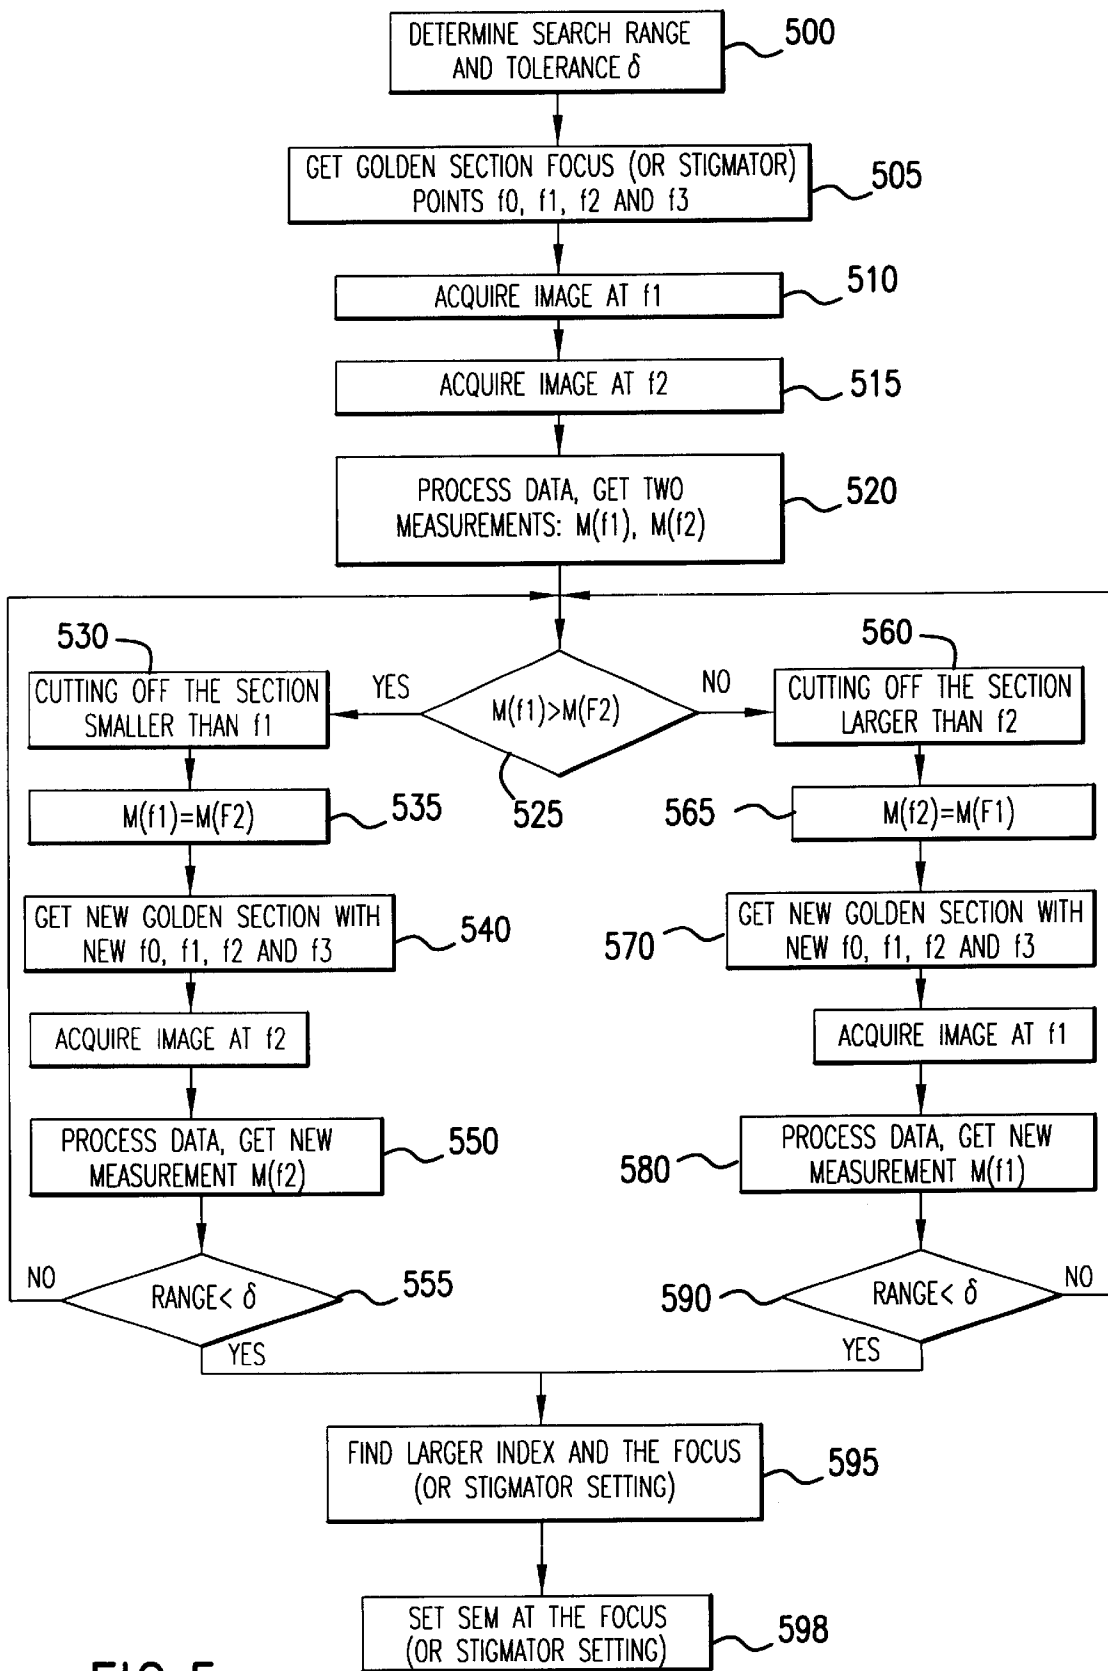 DETERMINE SEARCH RANGE
AND TOLERANCE δ
500
GET GOLDEN SECTION FOCUS (OR STIGMATOR)
POINTS f0, f1, f2 AND f3
505
ACQUIRE IMAGE AT f1
510
ACQUIRE IMAGE AT f2
515
PROCESS DATA, GET TWO
MEASUREMENTS: M(f1), M(f2)
520
M(f1)>M(F2)
525
YES
NO
530
CUTTING OFF THE SECTION
SMALLER THAN f1
M(f1)=M(F2)
535
GET NEW GOLDEN SECTION WITH
NEW f0, f1, f2 AND f3
540
ACQUIRE IMAGE AT f2
PROCESS DATA, GET NEW
MEASUREMENT M(f2)
550
RANGE< δ
555
NO
YES
560
CUTTING OFF THE SECTION
LARGER THAN f2
565
M(f2)=M(F1)
GET NEW GOLDEN SECTION WITH
NEW f0, f1, f2 AND f3
570
ACQUIRE IMAGE AT f1
PROCESS DATA, GET NEW
MEASUREMENT M(f1)
580
RANGE< δ
590
NO
YES
FIND LARGER INDEX AND THE FOCUS
(OR STIGMATOR SETTING)
595
SET SEM AT THE FOCUS
(OR STIGMATOR SETTING)
598
FIG.5